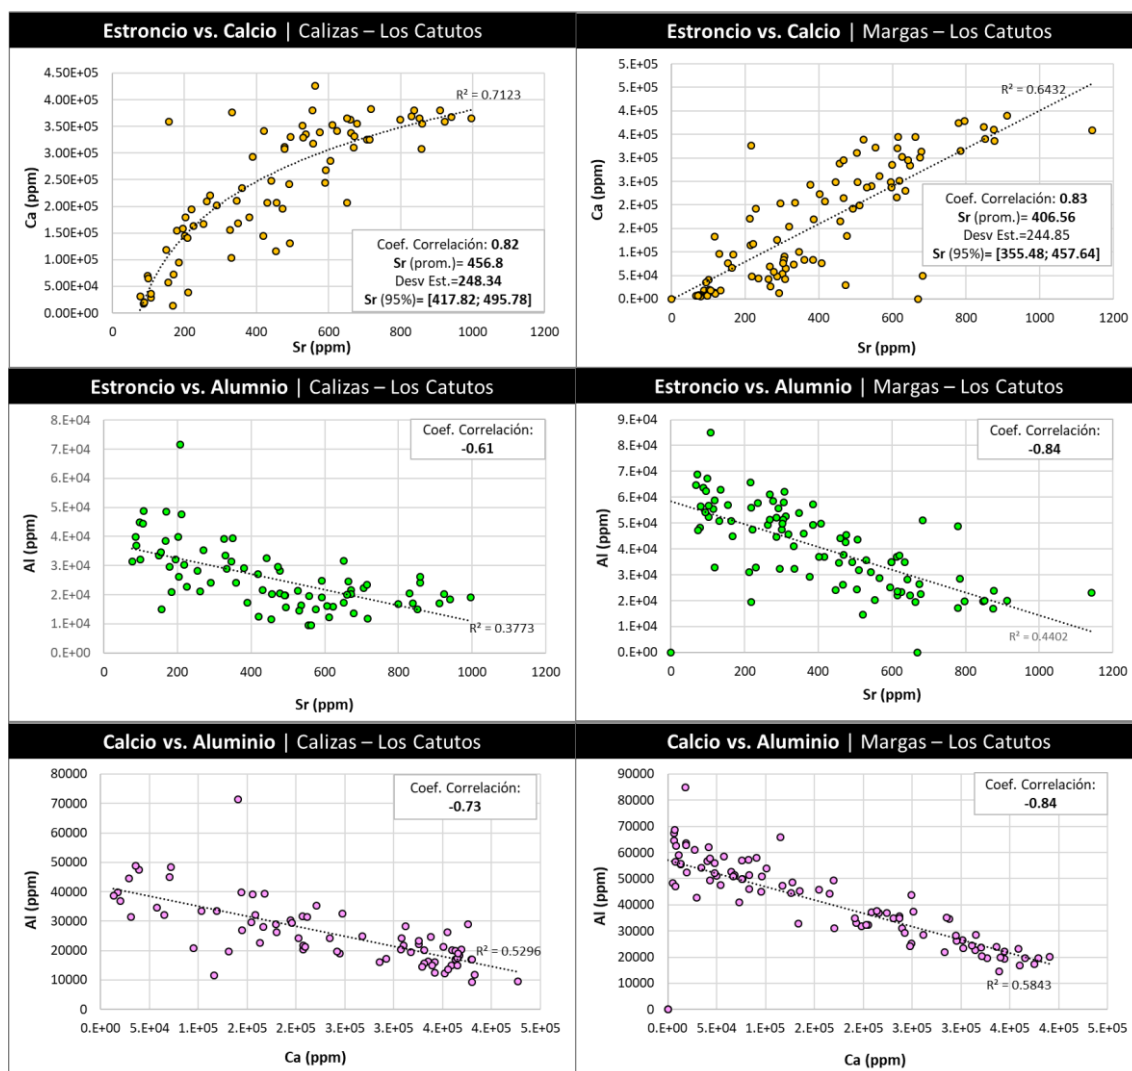 Estroncio vs. Calcio | Calizas – Los Catutos
4.50E+05
4.00E+05
3.50E+05
3.00E+05
2.50E+05
2.00E+05
1.50E+05
1.00E+05
5.00E+04
0.00E+00
Ca (ppm)
R² = 0.7123
Coef. Correlación: 0.82
Sr (prom.)= 456.8
Desv Est.=248.34
Sr (95%)= [417.82; 495.78]
0 200 400 600 800 1000 1200
Sr (ppm)
Estroncio vs. Calcio | Margas – Los Catutos
5.E+05
5.E+05
4.E+05
4.E+05
3.E+05
3.E+05
2.E+05
2.E+05
1.E+05
5.E+04
0.E+00
Ca (ppm)
R² = 0.6432
Coef. Correlación: 0.83
Sr (prom.)= 406.56
Desv Est.=244.85
Sr (95%)= [355.48; 457.64]
0 200 400 600 800 1000 1200
Sr (ppm)
Estroncio vs. Alumnio | Calizas – Los Catutos
8.E+04
7.E+04
6.E+04
5.E+04
4.E+04
3.E+04
2.E+04
1.E+04
0.E+00
Al (ppm)
Coef. Correlación:
-0.61
R² = 0.3773
0 200 400 600 800 1000 1200
Sr (ppm)
Estroncio vs. Alumnio | Margas – Los Catutos
9.E+04
8.E+04
7.E+04
6.E+04
5.E+04
4.E+04
3.E+04
2.E+04
1.E+04
0.E+00
Al (ppm)
Coef. Correlación:
-0.84
R² = 0.4402
0 200 400 600 800 1000 1200
Sr (ppm)
Calcio vs. Aluminio | Calizas – Los Catutos
80000
70000
60000
50000
40000
30000
20000
10000
0
Al (ppm)
Coef. Correlación:
-0.73
R² = 0.5296
0.E+00 5.E+04 1.E+05 2.E+05 2.E+05 3.E+05 3.E+05 4.E+05 4.E+05 5.E+05 5.E+05
Ca (ppm)
Calcio vs. Aluminio | Margas – Los Catutos
90000
80000
70000
60000
50000
40000
30000
20000
10000
0
Al (ppm)
Coef. Correlación:
-0.84
R² = 0.5843
0.E+00 5.E+04 1.E+05 2.E+05 2.E+05 3.E+05 3.E+05 4.E+05 4.E+05 5.E+05
Ca (ppm)